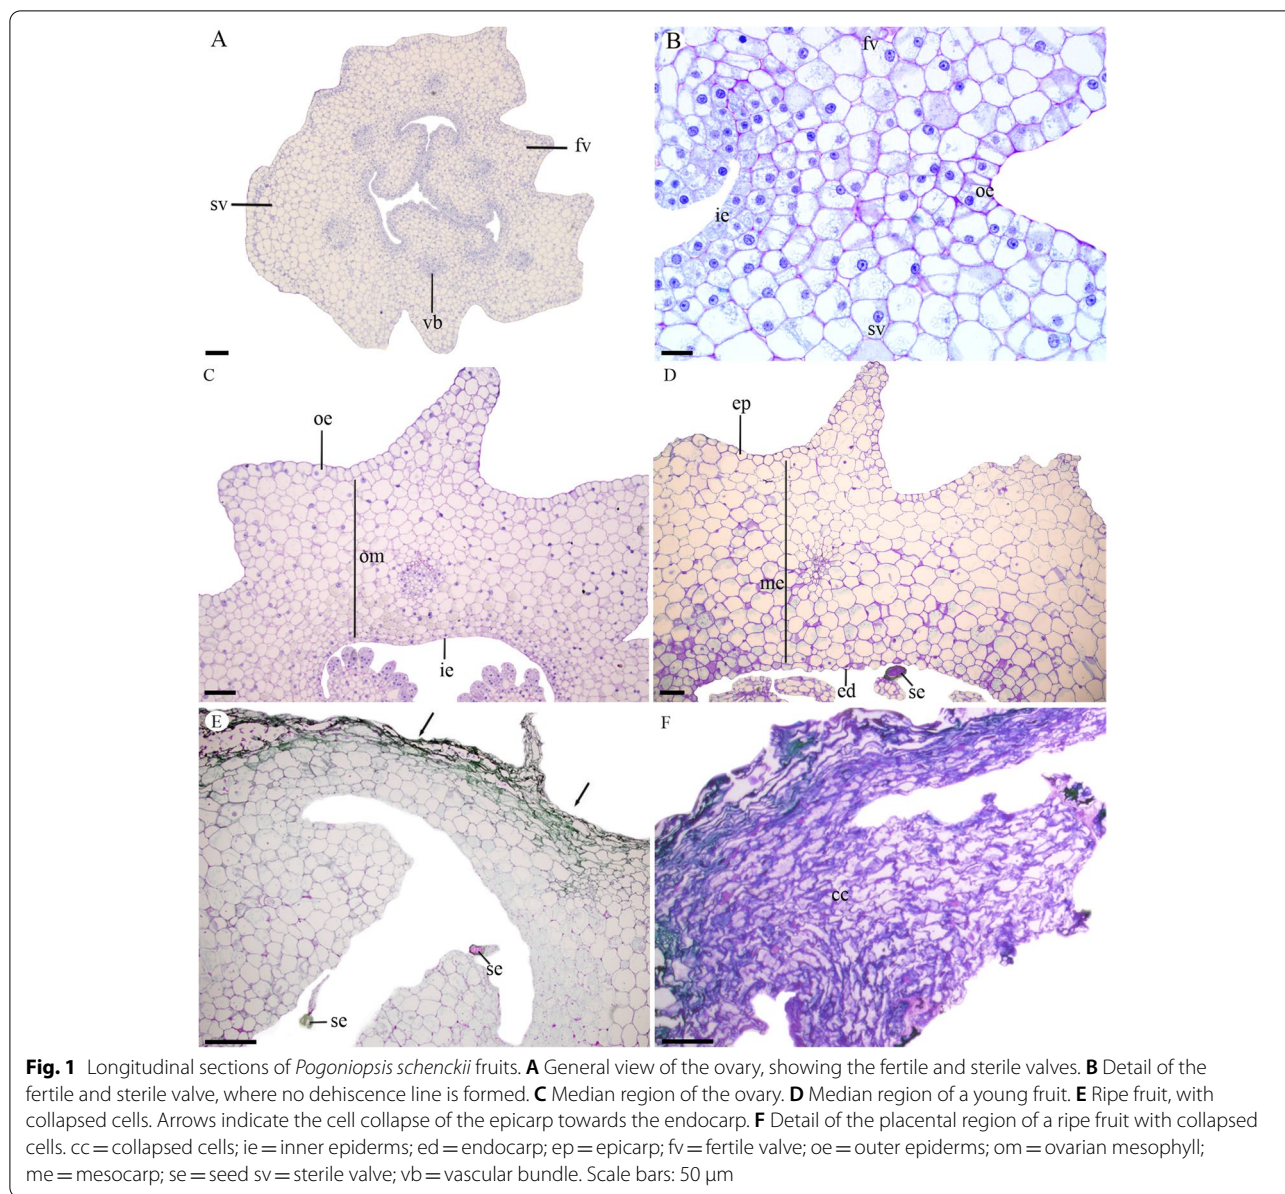 A
fv
sv
vb
B
fv
oe
ie
sv
C
oe
om
ie
D
ep
me
ed
se
E
se
se
F
cc
Fig. 1 Longitudinal sections of Pogoniopsis schenckii fruits. A General view of the ovary, showing the fertile and sterile valves. B Detail of the
fertile and sterile valve, where no dehiscence line is formed. C Median region of the ovary. D Median region of a young fruit. E Ripe fruit, with
collapsed cells. Arrows indicate the cell collapse of the epicarp towards the endocarp. F Detail of the placental region of a ripe fruit with collapsed
cells. cc = collapsed cells; ie = inner epiderms; ed = endocarp; ep = epicarp; fv = fertile valve; oe = outer epiderms; om = ovarian mesophyll;
me = mesocarp; se = seed sv = sterile valve; vb = vascular bundle. Scale bars: 50 µm